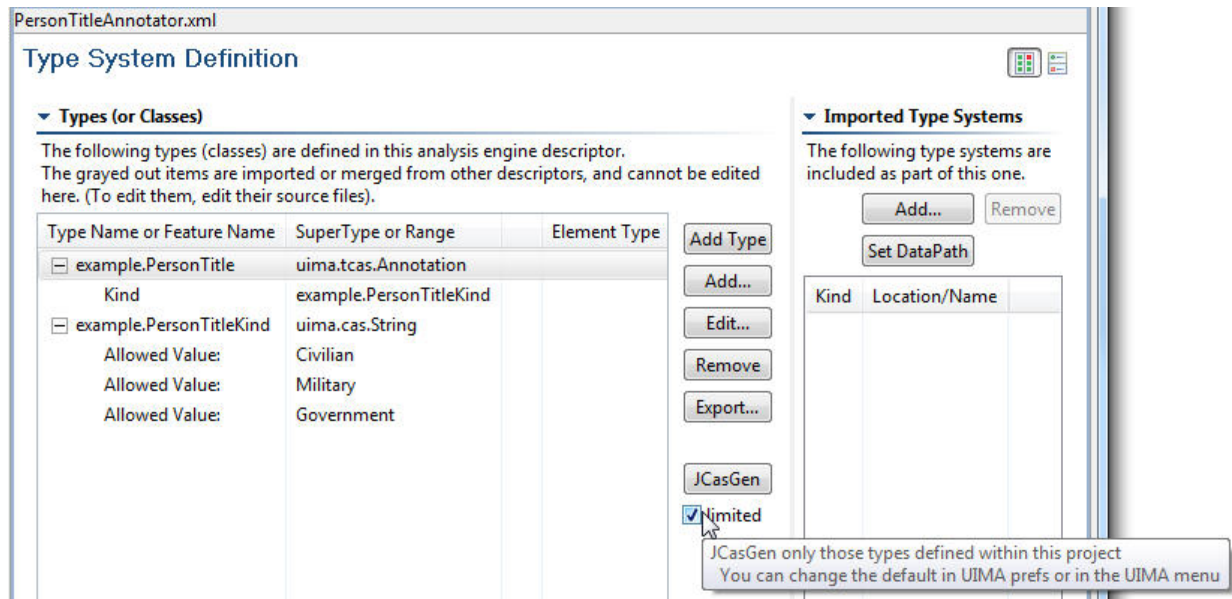 PersonTitleAnnotator.xml
Type System Definition
Types (or Classes)
The following types (classes) are defined in this analysis engine descriptor.
The grayed out items are imported or merged from other descriptors, and cannot be edited
here. (To edit them, edit their source files).
Type Name or Feature Name SuperType or Range Element Type
example.PersonTitle uima.tcas.Annotation
Kind example.PersonTitleKind
example.PersonTitleKind uima.cas.String
Allowed Value: Civilian
Allowed Value: Military
Allowed Value: Government
Add Type
Add...
Edit...
Remove
Export...
JCasGen
limited
Imported Type Systems
The following type systems are
included as part of this one.
Add... Remove
Set DataPath
Kind Location/Name
JCasGen only those types defined within this project
You can change the default in UIMA prefs or in the UIMA menu